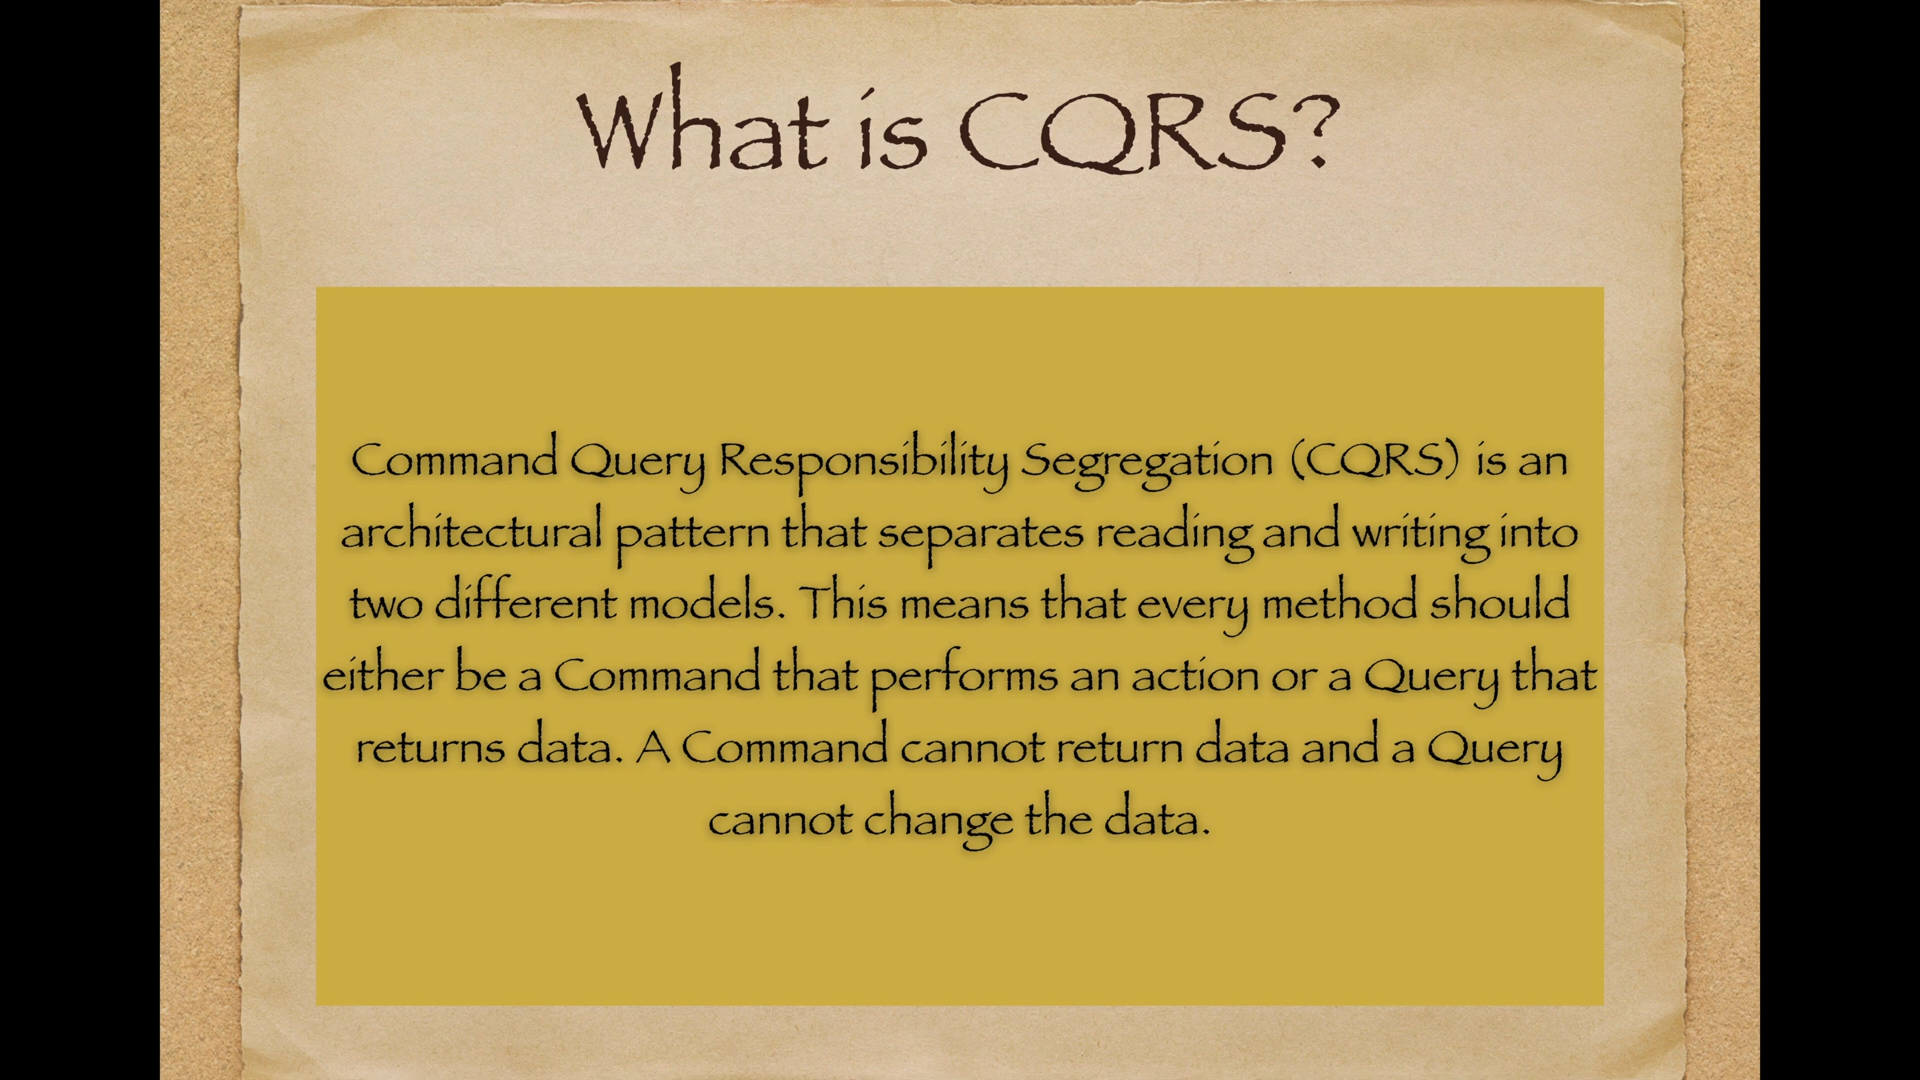 What is CQRS?
Command Query Responsibility Segregation (CQRS) is an
architectural pattern that separates reading and writing into
two different models. This means that every method should
either be a Command that performs an action or a Query that
returns data. A Command cannot return data and a Query
cannot change the data.